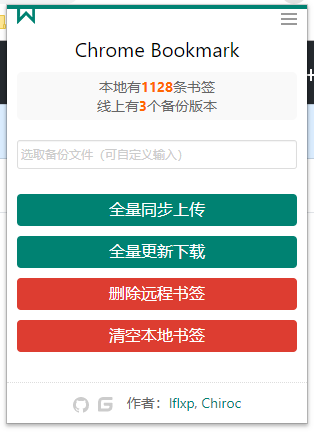 Chrome Bookmark
本地有1128条书签
线上有3个备份版本
选取备份文件（可自定义输入）
全量同步上传
全量更新下载
删除远程书签
清空本地书签
作者：lflxp, Chiroc